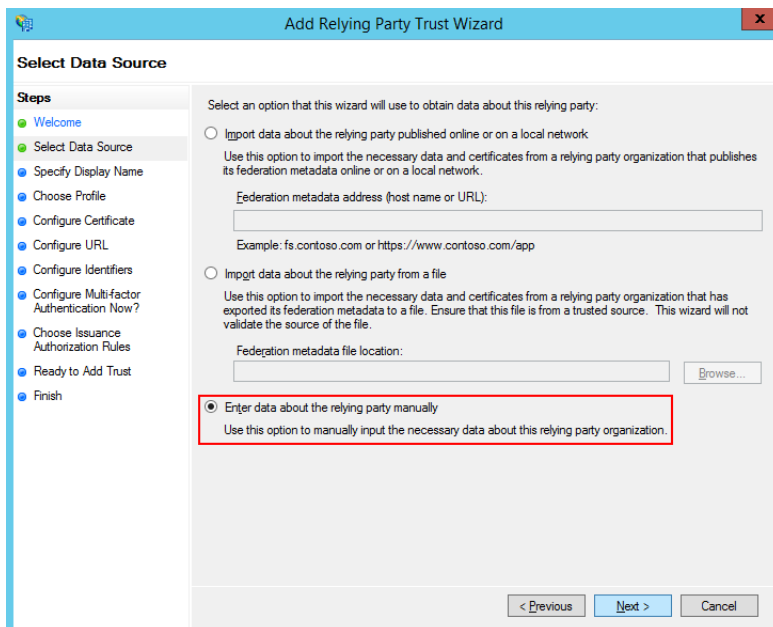 Add Relying Party Trust Wizard
x
Select Data Source
Steps
Welcome
Select Data Source
Specify Display Name
Choose Profile
Configure Certificate
Configure URL
Configure Identifiers
Configure Multi-factor
Authentication Now?
Choose Issuance
Authorization Rules
Ready to Add Trust
Finish
Select an option that this wizard will use to obtain data about this relying party:
Import data about the relying party published online or on a local network
Use this option to import the necessary data and certificates from a relying party organization that publishes
its federation metadata online or on a local network.
Federation metadata address (host name or URL):
Example: fs.contoso.com or https://www.contoso.com/app
Import data about the relying party from a file
Use this option to import the necessary data and certificates from a relying party organization that has
exported its federation metadata to a file. Ensure that this file is from a trusted source. This wizard will not
validate the source of the file.
Federation metadata file location:
Browse...
Enter data about the relying party manually
Use this option to manually input the necessary data about this relying party organization.
< Previous
Next >
Cancel